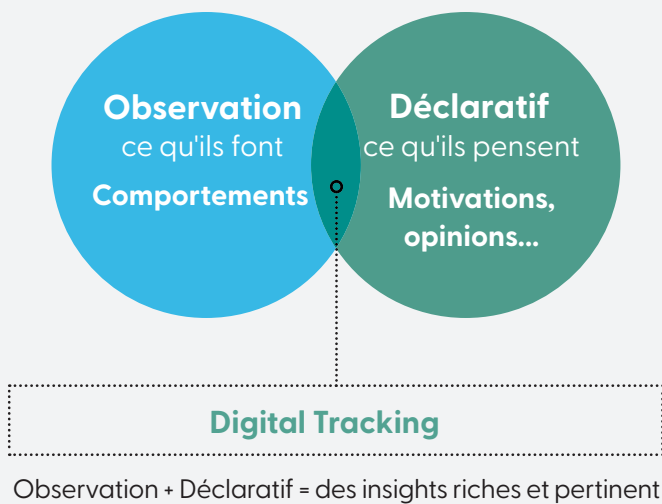 Observation
ce qu'ils font
Comportements
Déclaratif
ce qu'ils pensent
Motivations,
opinions...
Digital Tracking
Observation + Déclaratif = des insights riches et pertinent